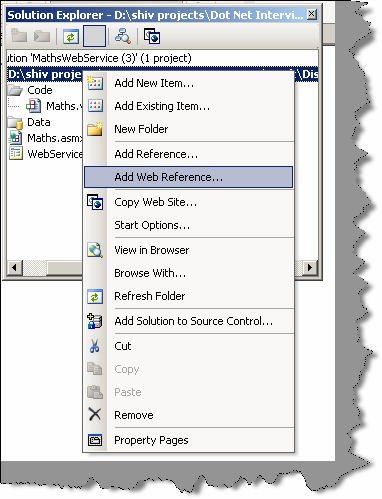 Solution Explorer - D:\shiv projects\Dot Net Intervi...
ution 'MathsWebService (3)' (1 project)
D:\shiv proje
\Dis
Code
Maths.v
Data
Maths.asmx
WebService
Add New Item...
Add Existing Item...
New Folder
Add Reference...
Add Web Reference...
Copy Web Site...
Start Options...
View in Browser
Browse With...
Refresh Folder
Add Solution to Source Control...
Cut
Copy
Paste
Remove
Property Pages